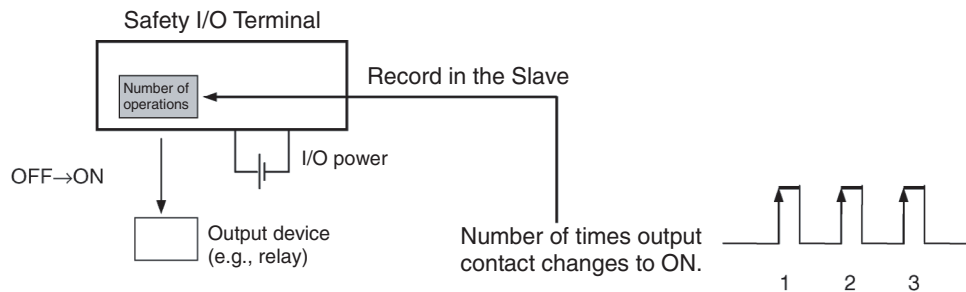 Safety I/O Terminal
Number of
operations
Record in the Slave
I/O power
OFF→ON
Output device
(e.g., relay)
Number of times output
contact changes to ON.
1 2 3